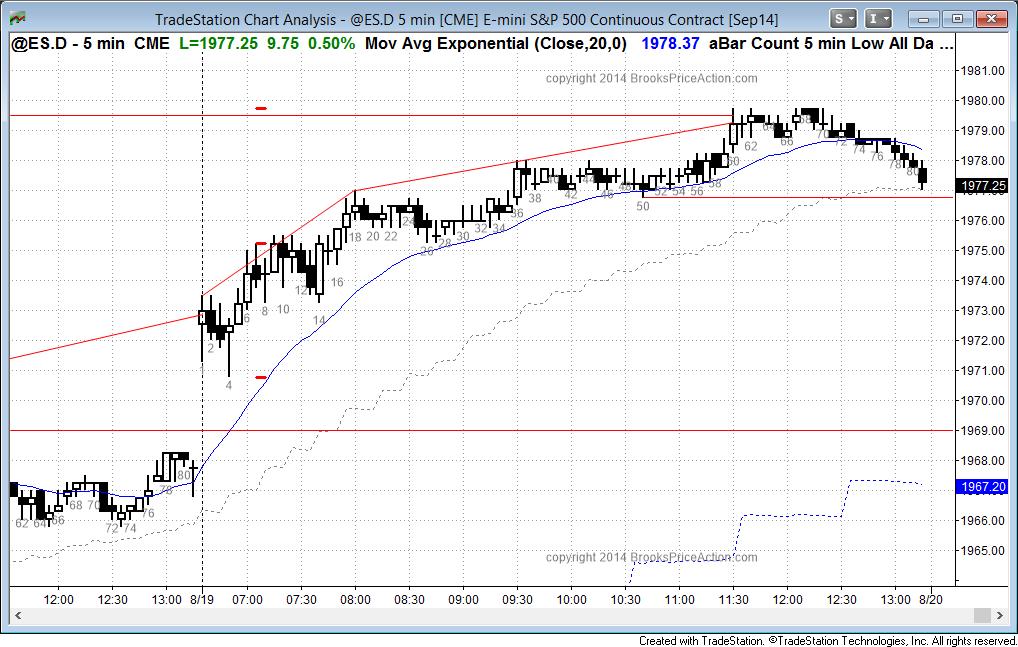 TradeStation Chart Analysis - @ES.D 5 min [CME] E-mini S&P 500 Continuous Contract [Sep14]
S I
@ES.D - 5 min CME L=1977.25 9.75 0.50% Mov Avg Exponential (Close,20,0) 1978.37 aBar Count 5 min Low All Da ...
copyright 2014 BrooksPriceAction.com
1981.00
1980.00
1979.00
1978.00
1977.25
1976.00
1975.00
1974.00
1973.00
1972.00
1971.00
1970.00
1969.00
1968.00
1967.20
1966.00
1965.00
62 64 66 68 70 72 74 76 78 80
2 4 6 8 10 12 14 16 18 20 22 24 26 28 30 32 34 36 38 42 44 46 48 50 52 54 56 58 60 62 64 66 68 70 72 74 76 78 80
copyright 2014 BrooksPriceAction.com
12:00 12:30 13:00 8/19 07:00 07:30 08:00 08:30 09:00 09:30 10:00 10:30 11:00 11:30 12:00 12:30 13:00 8/20
Created with TradeStation. ©TradeStation Technologies, Inc. All rights reserved.